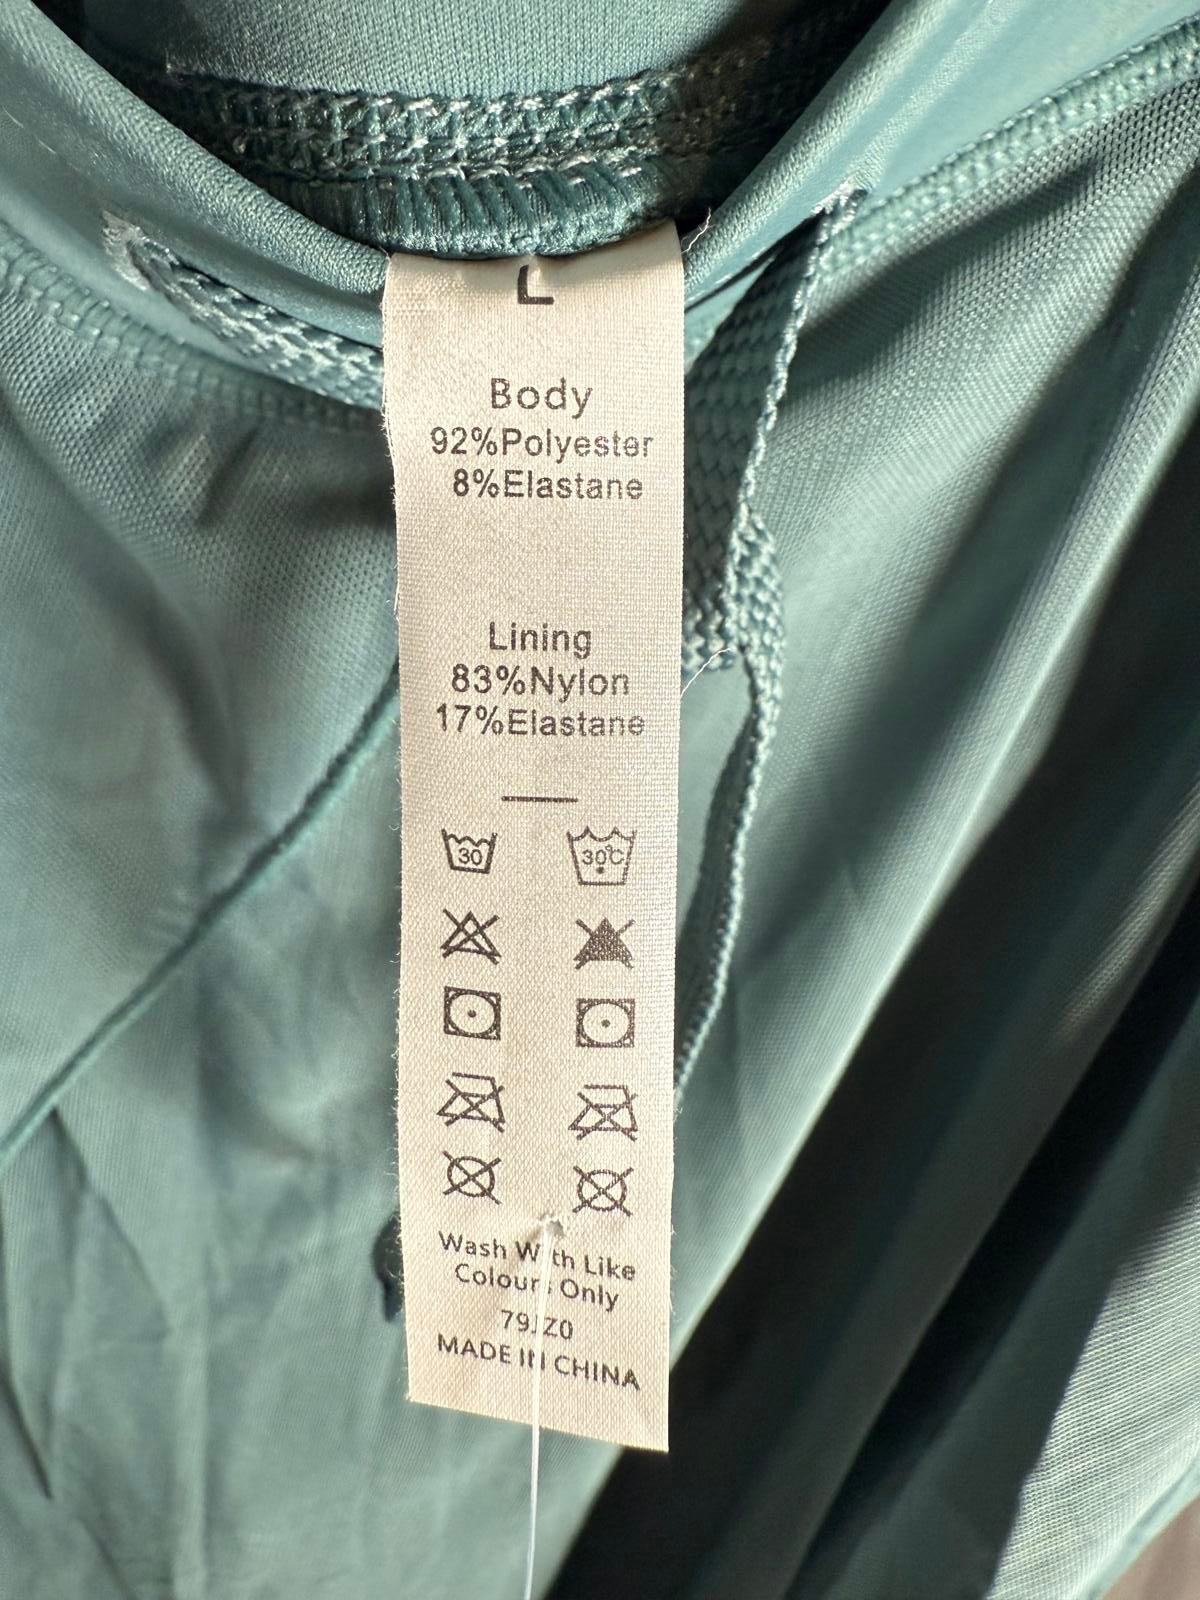 L
Body
92%Polyester
8%Elastane
Lining
83%Nylon
17%Elastane
30 30℃
Wash With Like
Colours Only
MADE IN CHINA